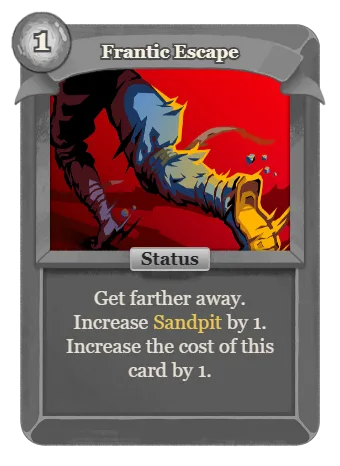 1
Frantic Escape
Status
Get farther away.
Increase Sandpit by 1.
Increase the cost of this
card by 1.